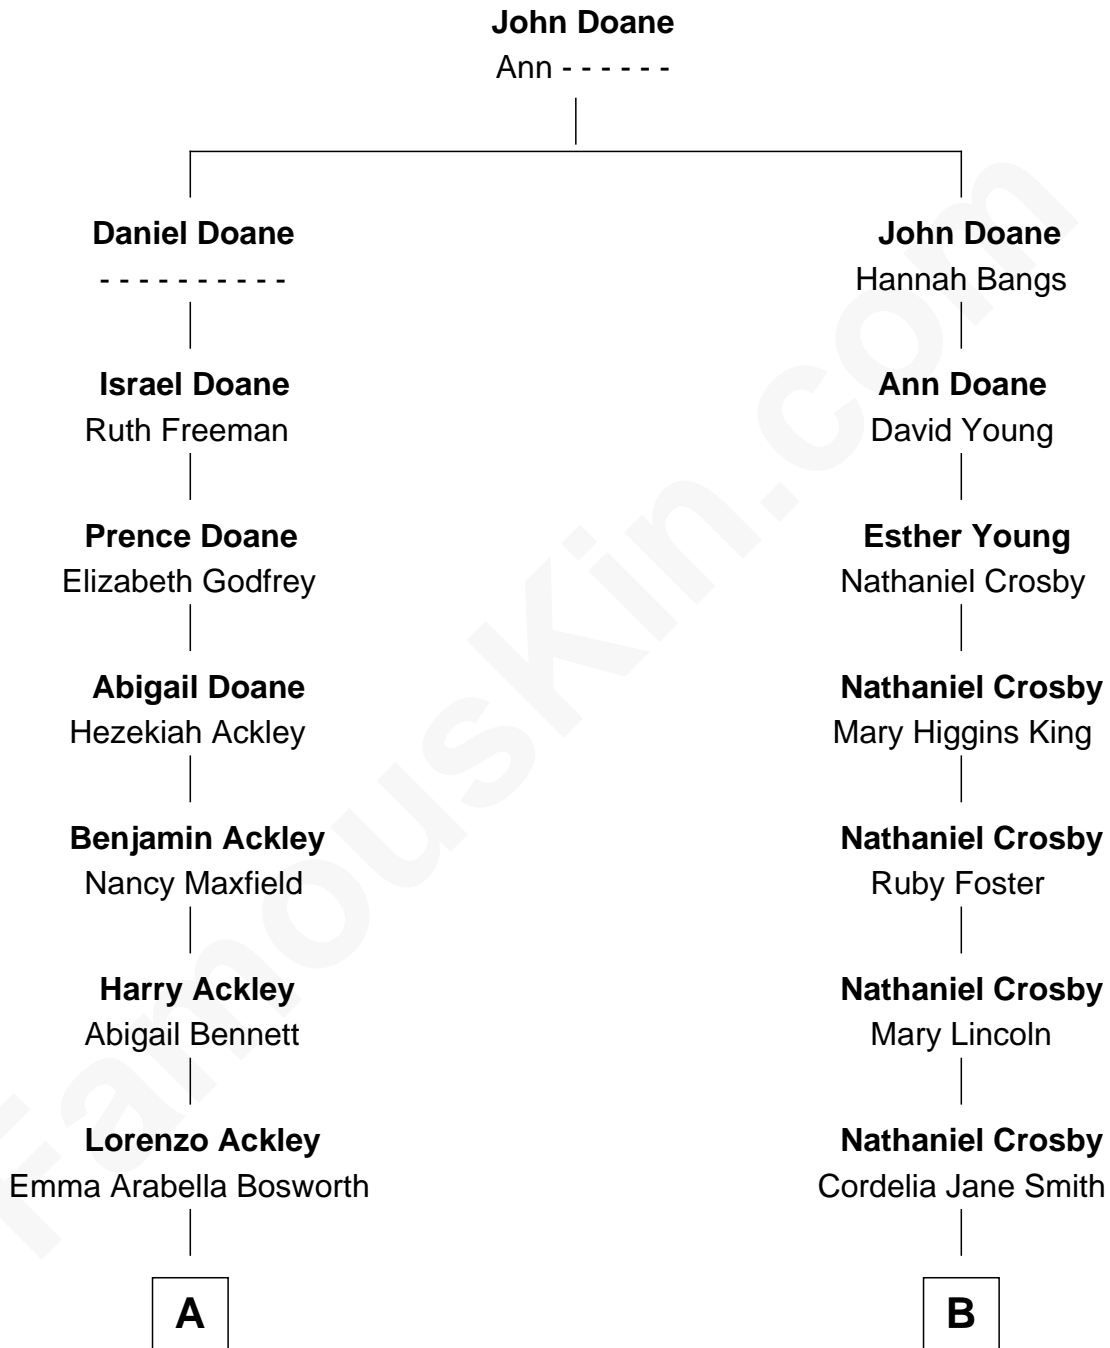 John Doane
Ann - - - - - -
Daniel Doane
- - - - - - - - - -
John Doane
Hannah Bangs
Israel Doane
Ruth Freeman
Ann Doane
David Young
Prence Doane
Elizabeth Godfrey
Esther Young
Nathaniel Crosby
Abigail Doane
Hezekiah Ackley
Nathaniel Crosby
Mary Higgins King
Benjamin Ackley
Nancy Maxfield
Nathaniel Crosby
Ruby Foster
Harry Ackley
Abigail Bennett
Nathaniel Crosby
Mary Lincoln
Lorenzo Ackley
Emma Arabella Bosworth
Nathaniel Crosby
Cordelia Jane Smith
A
B
FamousKin.com